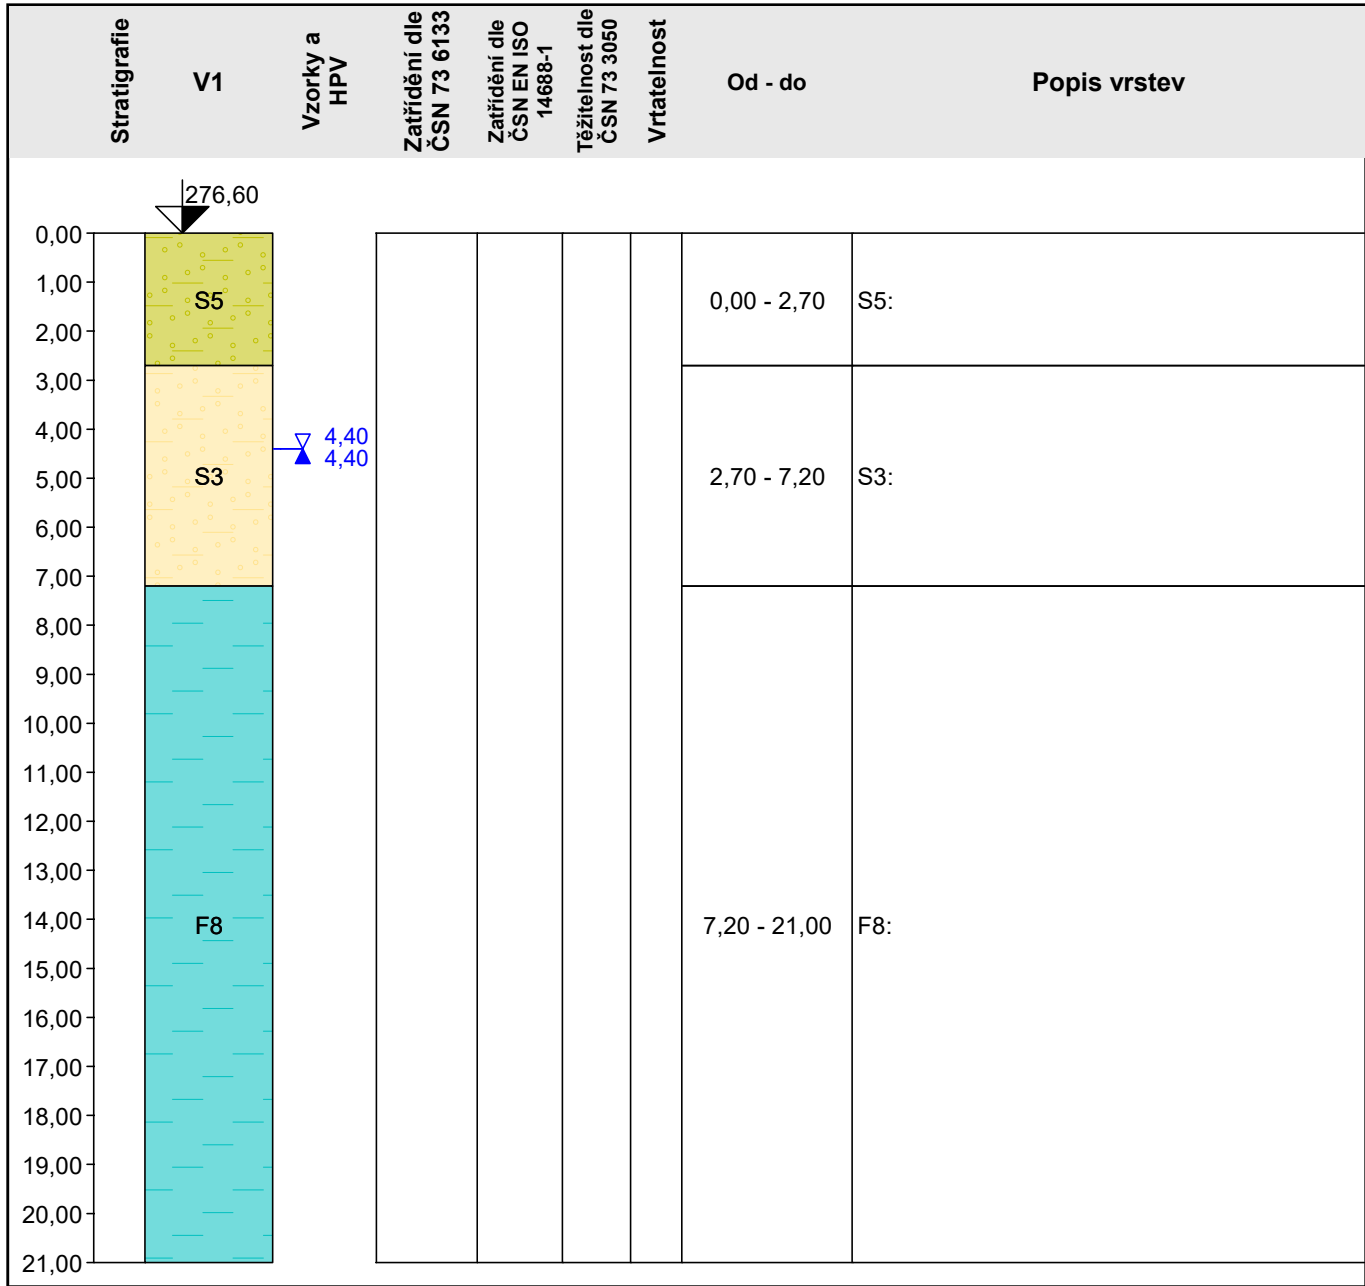 Stratigrafie
V1
Vzorky a
HPV
Zatřídění dle
ČSN 73 6133
Zatřídění dle
ČSN EN ISO
14688-1
Těžitelnost dle
ČSN 73 3050
Vrtatelnost
Od - do
Popis vrstev
276,60
0,00
1,00
2,00
3,00
4,00
5,00
6,00
7,00
8,00
9,00
10,00
11,00
12,00
13,00
14,00
15,00
16,00
17,00
18,00
19,00
20,00
21,00
S5
0,00 - 2,70
S5:
4,40
4,40
S3
2,70 - 7,20
S3:
F8
7,20 - 21,00
F8: